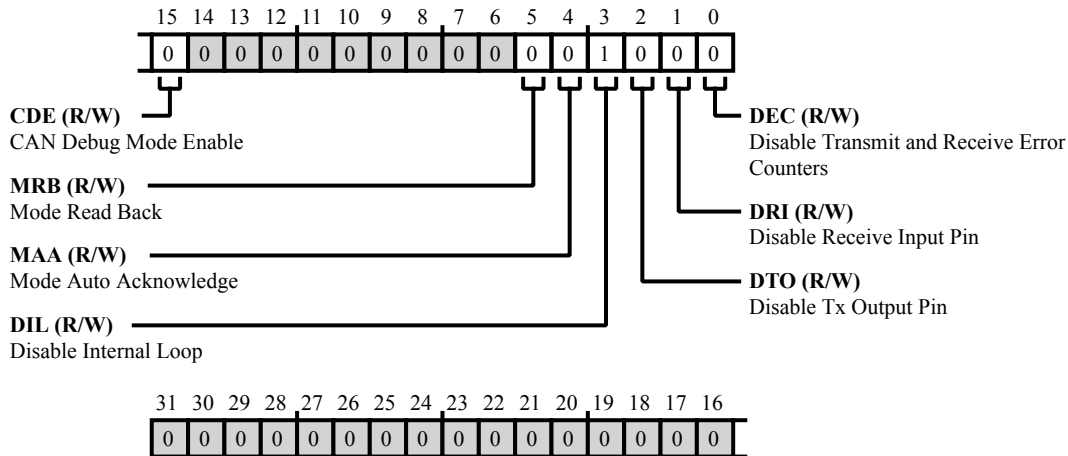 15 14 13 12 11 10 9 8 7 6 5 4 3 2 1 0
0 0 0 0 0 0 0 0 0 0 0 0 1 0 0 0
CDE (R/W)
CAN Debug Mode Enable
MRB (R/W)
Mode Read Back
MAA (R/W)
Mode Auto Acknowledge
DIL (R/W)
Disable Internal Loop
DEC (R/W)
Disable Transmit and Receive Error
Counters
DRI (R/W)
Disable Receive Input Pin
DTO (R/W)
Disable Tx Output Pin
31 30 29 28 27 26 25 24 23 22 21 20 19 18 17 16
0 0 0 0 0 0 0 0 0 0 0 0 0 0 0 0